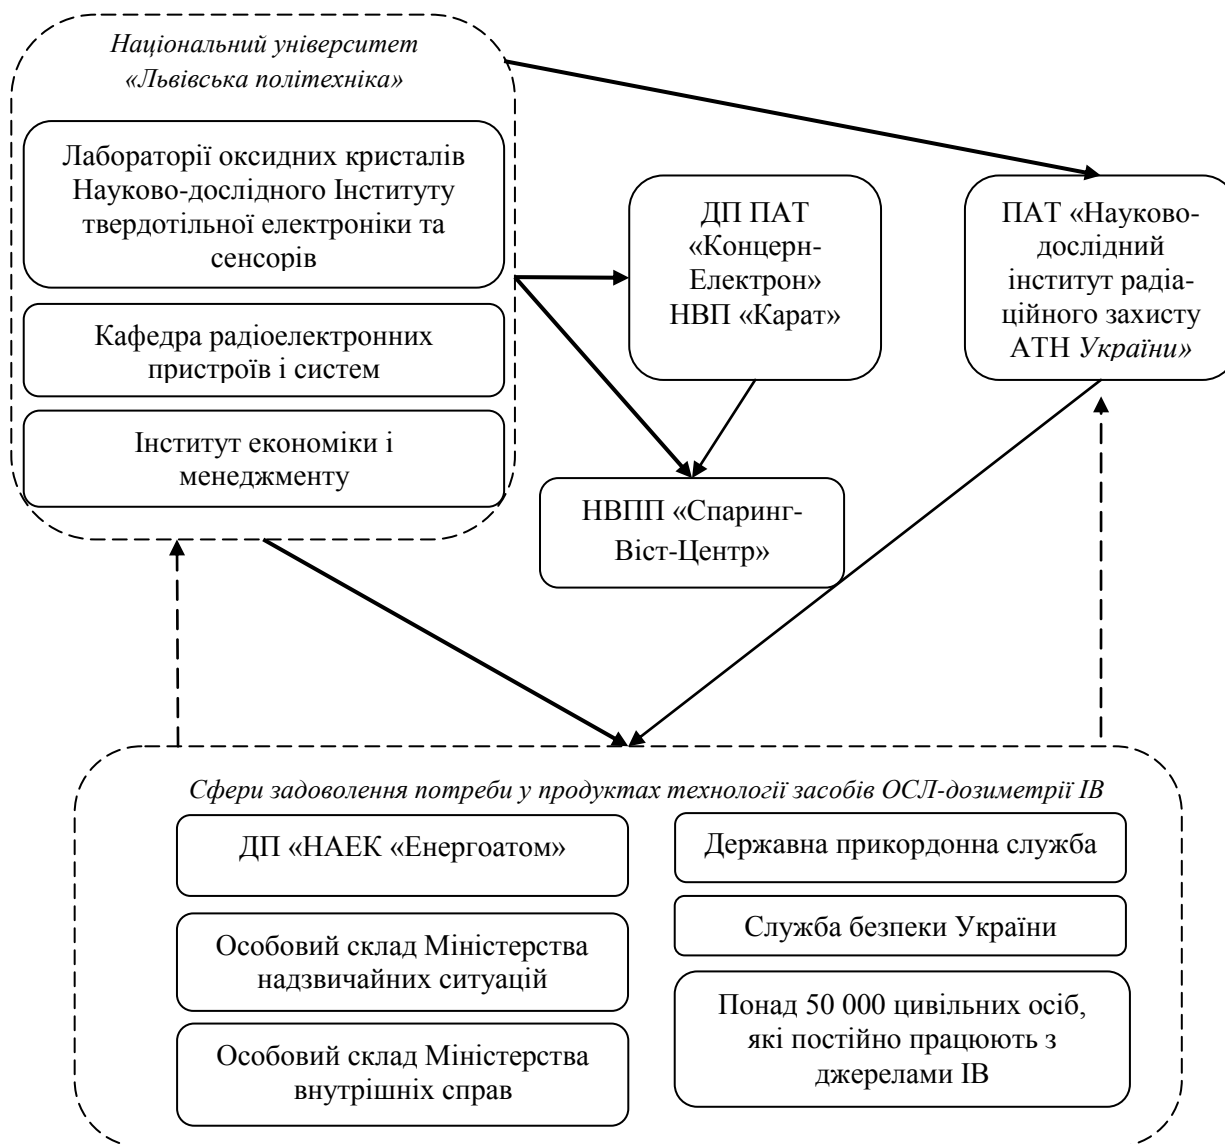 Національний університет
«Львівська політехніка»
Лабораторії оксидних кристалів
Науково-дослідного Інституту
твердотільної електроніки та
сенсорів
Кафедра радіоелектронних
пристроїв і систем
Інститут економіки і
менеджменту
ДП ПАТ
«Концерн-
Електрон»
НВП «Карат»
ПАТ «Науково-
дослідний
інститут радіа-
ційного захисту
АТН України»
НВПП «Спаринг-
Віст-Центр»
Сфери задоволення потреби у продуктах технології засобів ОСЛ-дозиметрії ІВ
ДП «НАЕК «Енергоатом»
Особовий склад Міністерства
надзвичайних ситуацій
Особовий склад Міністерства
внутрішніх справ
Державна прикордонна служба
Служба безпеки України
Понад 50 000 цивільних осіб,
які постійно працюють з
джерелами ІВ